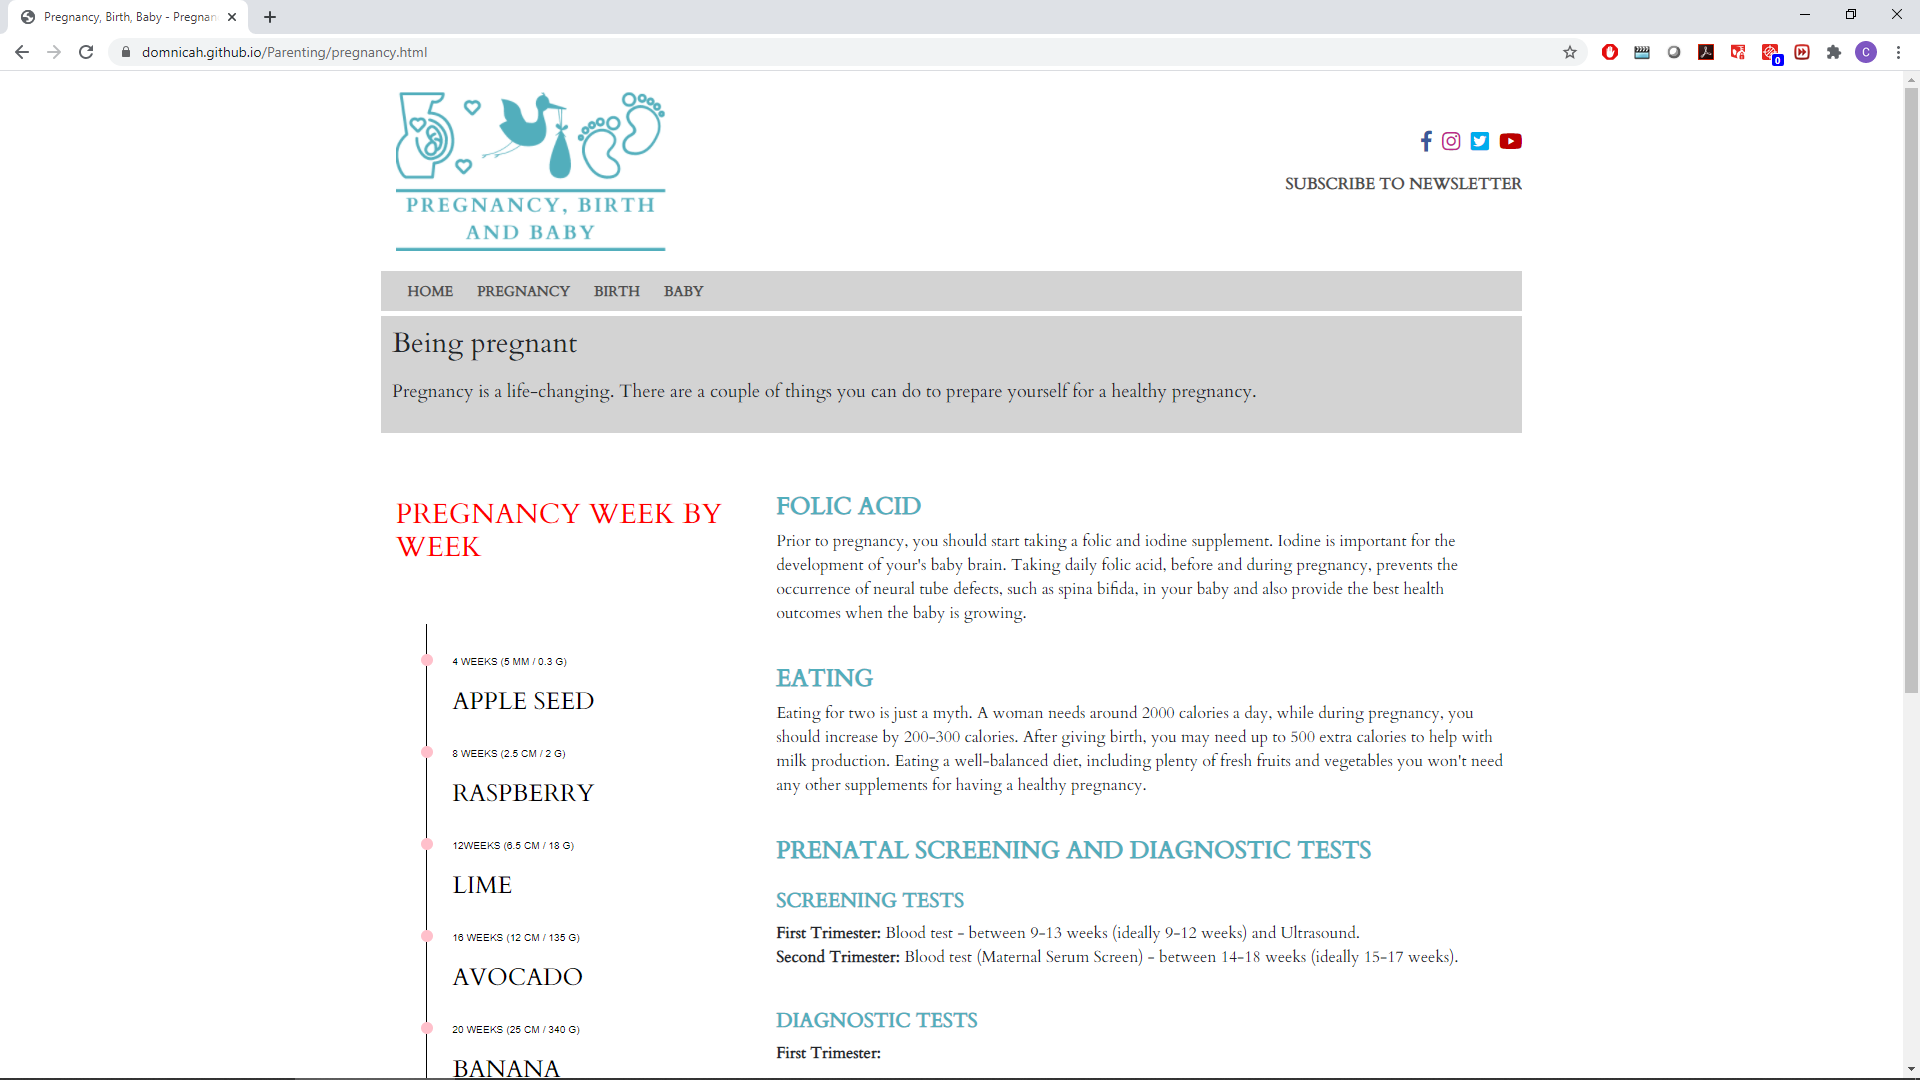 Pregnancy, Birth, Baby - Pregnan
domnicah.github.io/Parenting/pregnancy.html
C
0
PREGNANCY, BIRTH
AND BABY
SUBSCRIBE TO NEWSLETTER
HOME PREGNANCY BIRTH BABY
Being pregnant
Pregnancy is a life-changing. There are a couple of things you can do to prepare yourself for a healthy pregnancy.
PREGNANCY WEEK BY
WEEK
4 WEEKS (5 MM / 0.3 G)
APPLE SEED
8 WEEKS (2.5 CM / 2 G)
RASPBERRY
12WEEKS (6.5 CM / 18 G)
LIME
16 WEEKS (12 CM / 135 G)
AVOCADO
20 WEEKS (25 CM / 340 G)
BANANA
FOLIC ACID
Prior to pregnancy, you should start taking a folic and iodine supplement. Iodine is important for the
development of your's baby brain. Taking daily folic acid, before and during pregnancy, prevents the
occurrence of neural tube defects, such as spina bifida, in your baby and also provide the best health
outcomes when the baby is growing.
EATING
Eating for two is just a myth. A woman needs around 2000 calories a day, while during pregnancy, you
should increase by 200-300 calories. After giving birth, you may need up to 500 extra calories to help with
milk production. Eating a well-balanced diet, including plenty of fresh fruits and vegetables you won't need
any other supplements for having a healthy pregnancy.
PRENATAL SCREENING AND DIAGNOSTIC TESTS
SCREENING TESTS
First Trimester: Blood test - between 9-13 weeks (ideally 9-12 weeks) and Ultrasound.
Second Trimester: Blood test (Maternal Serum Screen) - between 14-18 weeks (ideally 15-17 weeks).
DIAGNOSTIC TESTS
First Trimester: